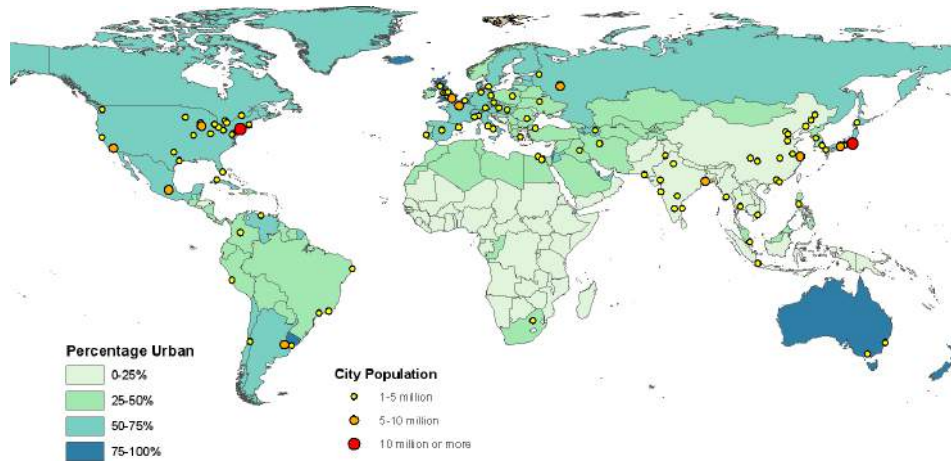 Percentage Urban
0-25%
25-50%
50-75%
75-100%
City Population
1-5 million
5-10 million
10 million or more